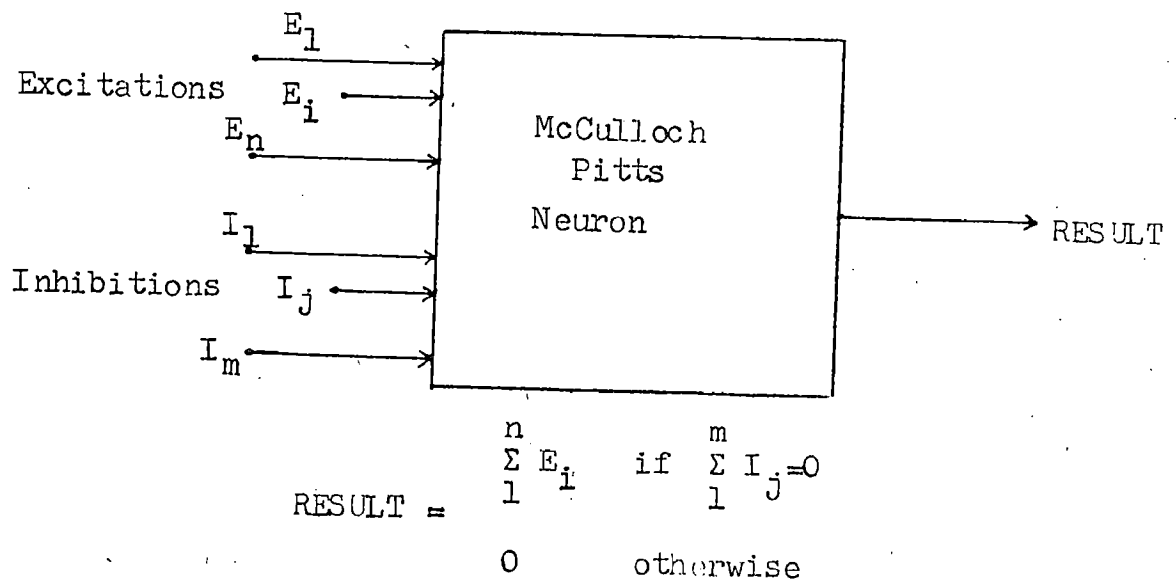 E1
Excitations Ei
En
McCulloch
Pitts
Neuron
I1
Inhibitions Ij
Im
RESULT
n m
Σ Ei if Σ Ij=0
1 1
RESULT =
0 otherwise